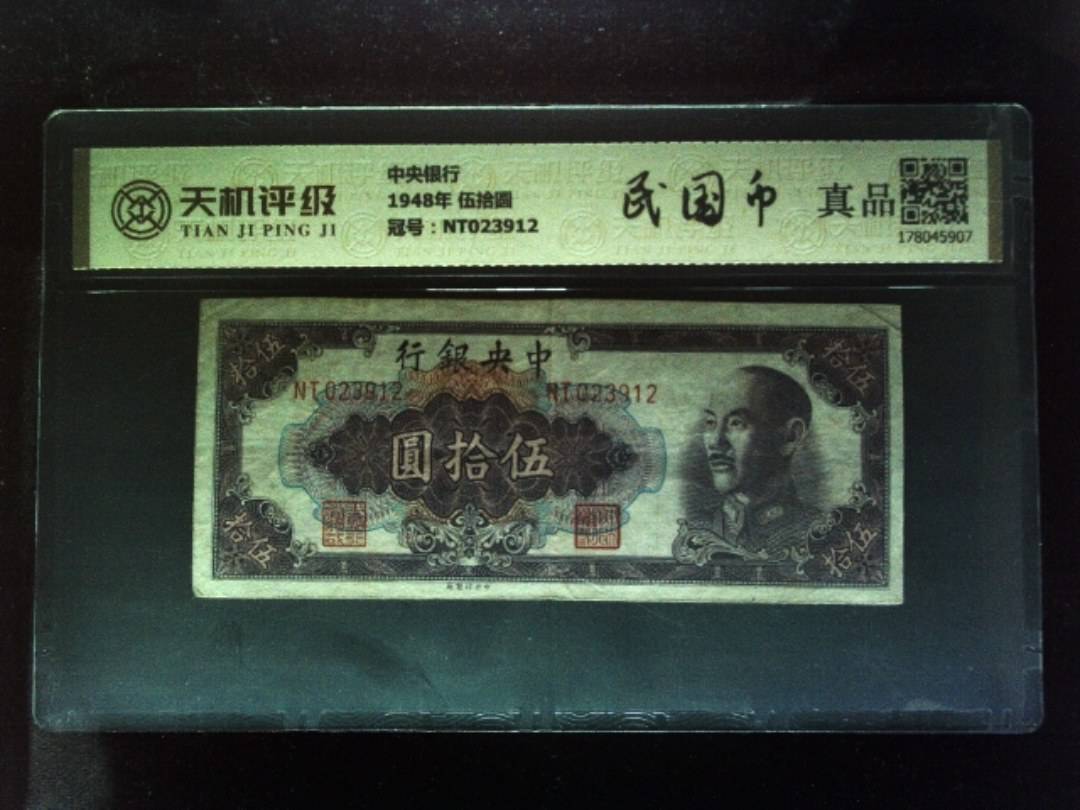 天机评级
TIAN JI PING JI
中央银行
1948年 伍拾圆
冠号：NT023912
民国币
真品
178045907
行銀央中
拾伍
拾伍
NT023912
NT023912
圓拾伍
拾伍
拾伍